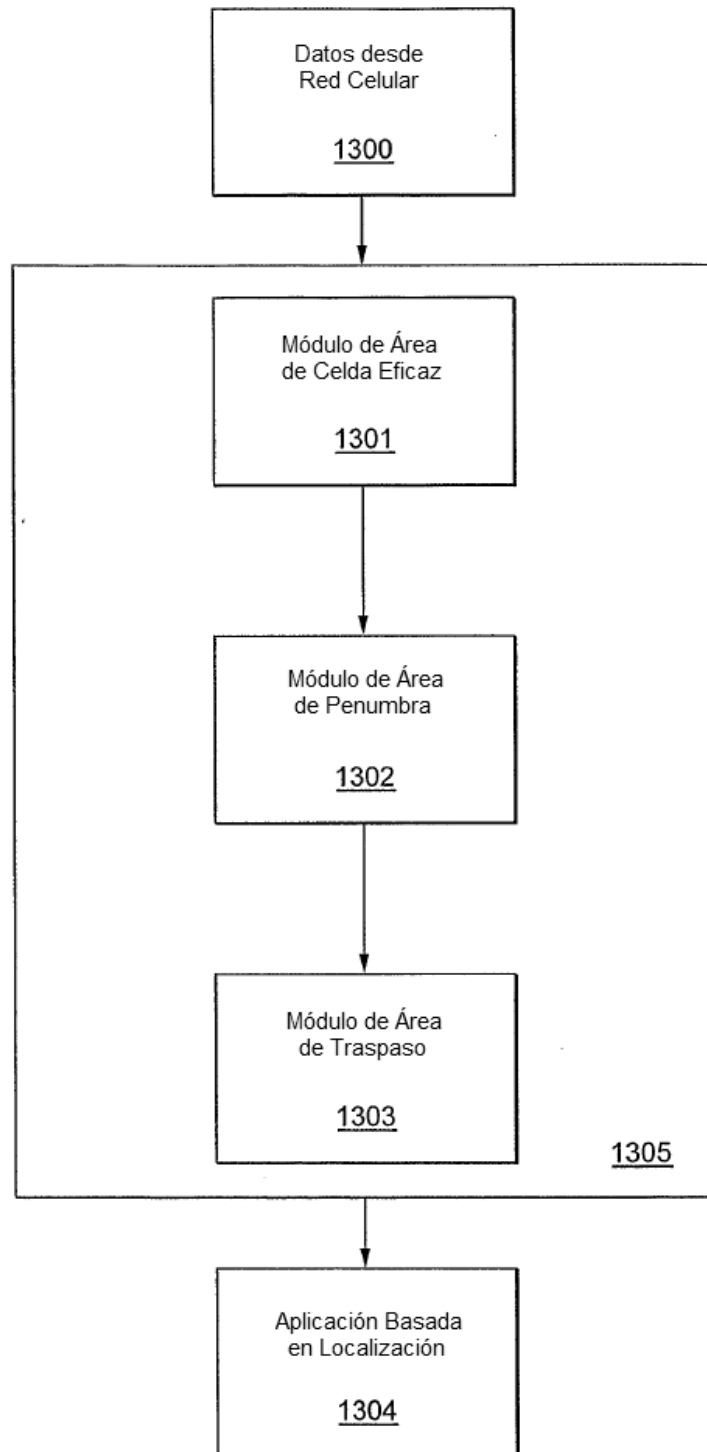 Datos desde
Red Celular
1300
Módulo de Área
de Celda Eficaz
1301
Módulo de Área
de Penumbra
1302
Módulo de Área
de Traspaso
1303
1305
Aplicación Basada
en Localización
1304